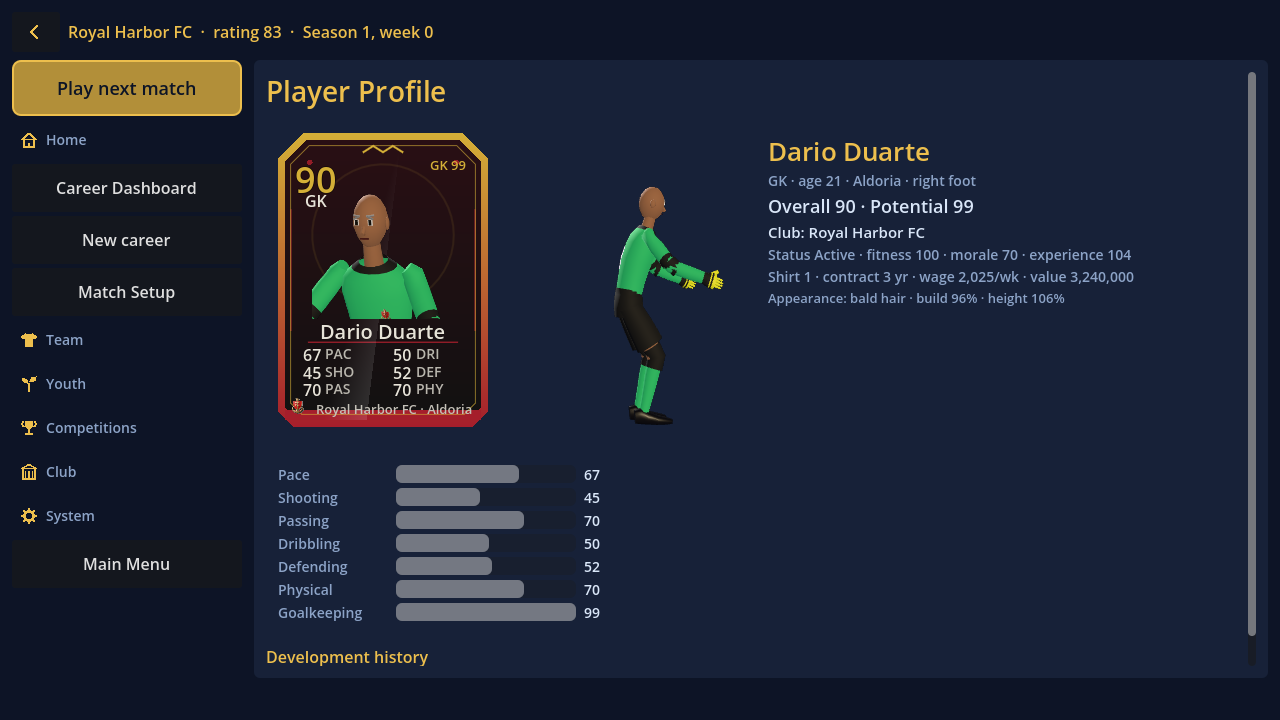 Royal Harbor FC · rating 83 · Season 1, week 0
Play next match
Home
Career Dashboard
New career
Match Setup
Team
Youth
Competitions
Club
System
Main Menu
Player Profile
90
GK
GK 99
Dario Duarte
67 PAC 50 DRI
45 SHO 52 DEF
70 PAS 70 PHY
Royal Harbor FC · Aldoria
Dario Duarte
GK · age 21 · Aldoria · right foot
Overall 90 · Potential 99
Club: Royal Harbor FC
Status Active · fitness 100 · morale 70 · experience 104
Shirt 1 · contract 3 yr · wage 2,025/wk · value 3,240,000
Appearance: bald hair · build 96% · height 106%
Pace 67
Shooting 45
Passing 70
Dribbling 50
Defending 52
Physical 70
Goalkeeping 99
Development history